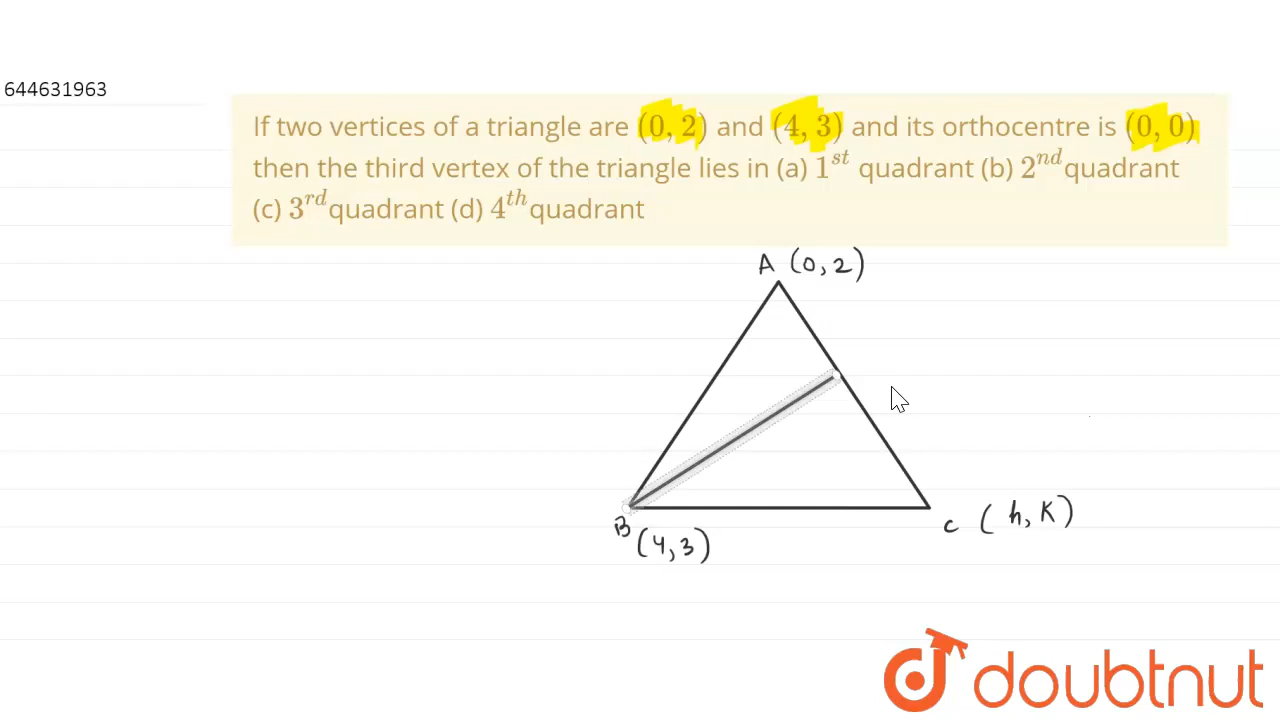 644631963
If two vertices of a triangle are (0, 2) and (4, 3) and its orthocentre is (0, 0)
then the third vertex of the triangle lies in (a) 1^{st} quadrant (b) 2^{nd} quadrant
(c) 3^{rd} quadrant (d) 4^{th} quadrant
A (0, 2)
B (4, 3)
C (h, K)
doubtnut